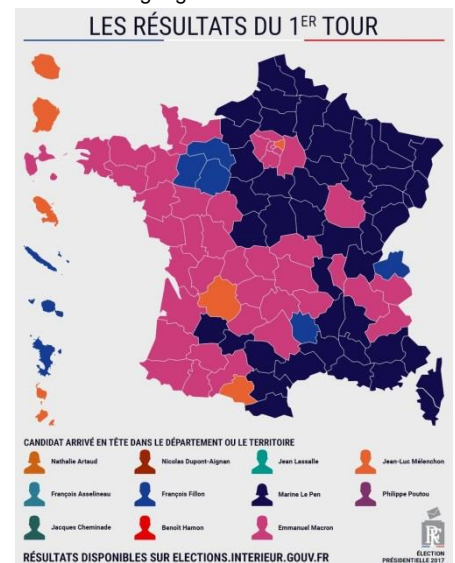 LES RÉSULTATS DU 1ER TOUR
CANDIDAT ARRIVÉ EN TÊTE DANS LE DÉPARTEMENT OU LE TERRITOIRE
Nathalie Artaud
Nicolas Dupont-Aignan
Jean Lassalle
Jean-Luc Mélenchon
François Asselineau
François Fillon
Marine Le Pen
Philippe Poutou
Jacques Cheminade
Benoit Hamon
Emmanuel Macron
RÉSULTATS DISPONIBLES SUR ELECTIONS.INTERIEUR.GOUV.FR
ÉLECTION
PRÉSIDENTIELLE 2017